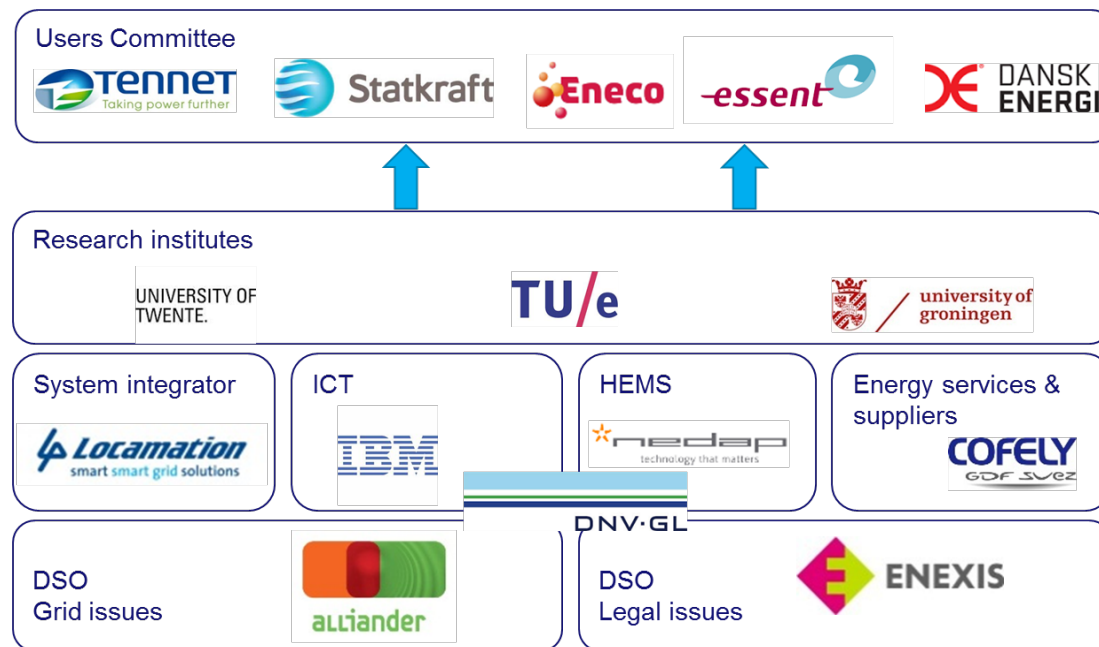 Users Committee
TenneT
Taking power further
Statkraft
Eneco
essent
DANSK
ENERGI
Research institutes
UNIVERSITY OF
TWENTE.
TU/e
university of
groningen
System integrator
Locamation
smart smart grid solutions
ICT
IBM
HEMS
nedap
technology that matters
Energy services &
suppliers
COFELY
GDF SUEZ
DNV·GL
DSO
Grid issues
alliander
DSO
Legal issues
ENEXIS